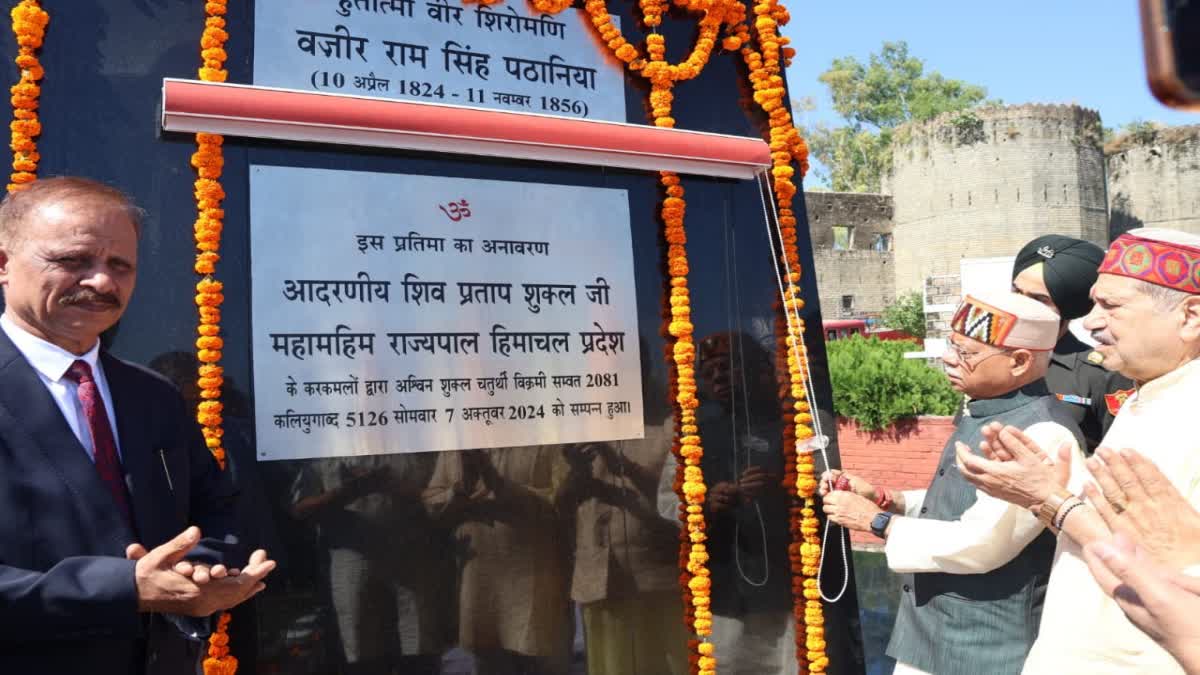 हुतात्मा वीर शिरोमणि
वज़ीर राम सिंह पठानिया
(10 अप्रैल 1824 - 11 नवम्बर 1856)
ॐ
इस प्रतिमा का अनावरण
आदरणीय शिव प्रताप शुक्ल जी
महामहिम राज्यपाल हिमाचल प्रदेश
के करकमलों द्वारा अश्विन शुक्ल चतुर्थी विक्रमी सम्वत 2081
कलियुगाब्द 5126 सोमवार 7 अक्तूबर 2024 को सम्पन्न हुआ।